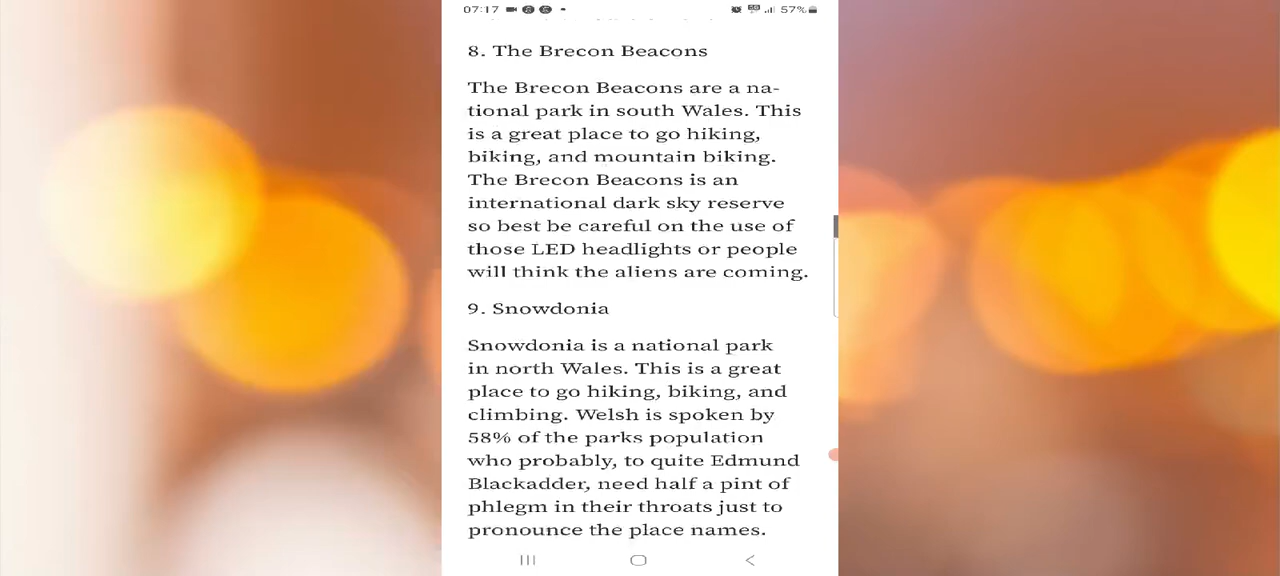 07:17
57%
8. The Brecon Beacons
The Brecon Beacons are a na-
tional park in south Wales. This
is a great place to go hiking,
biking, and mountain biking.
The Brecon Beacons is an
international dark sky reserve
so best be careful on the use of
those LED headlights or people
will think the aliens are coming.
9. Snowdonia
Snowdonia is a national park
in north Wales. This is a great
place to go hiking, biking, and
climbing. Welsh is spoken by
58% of the parks population
who probably, to quite Edmund
Blackadder, need half a pint of
phlegm in their throats just to
pronounce the place names.